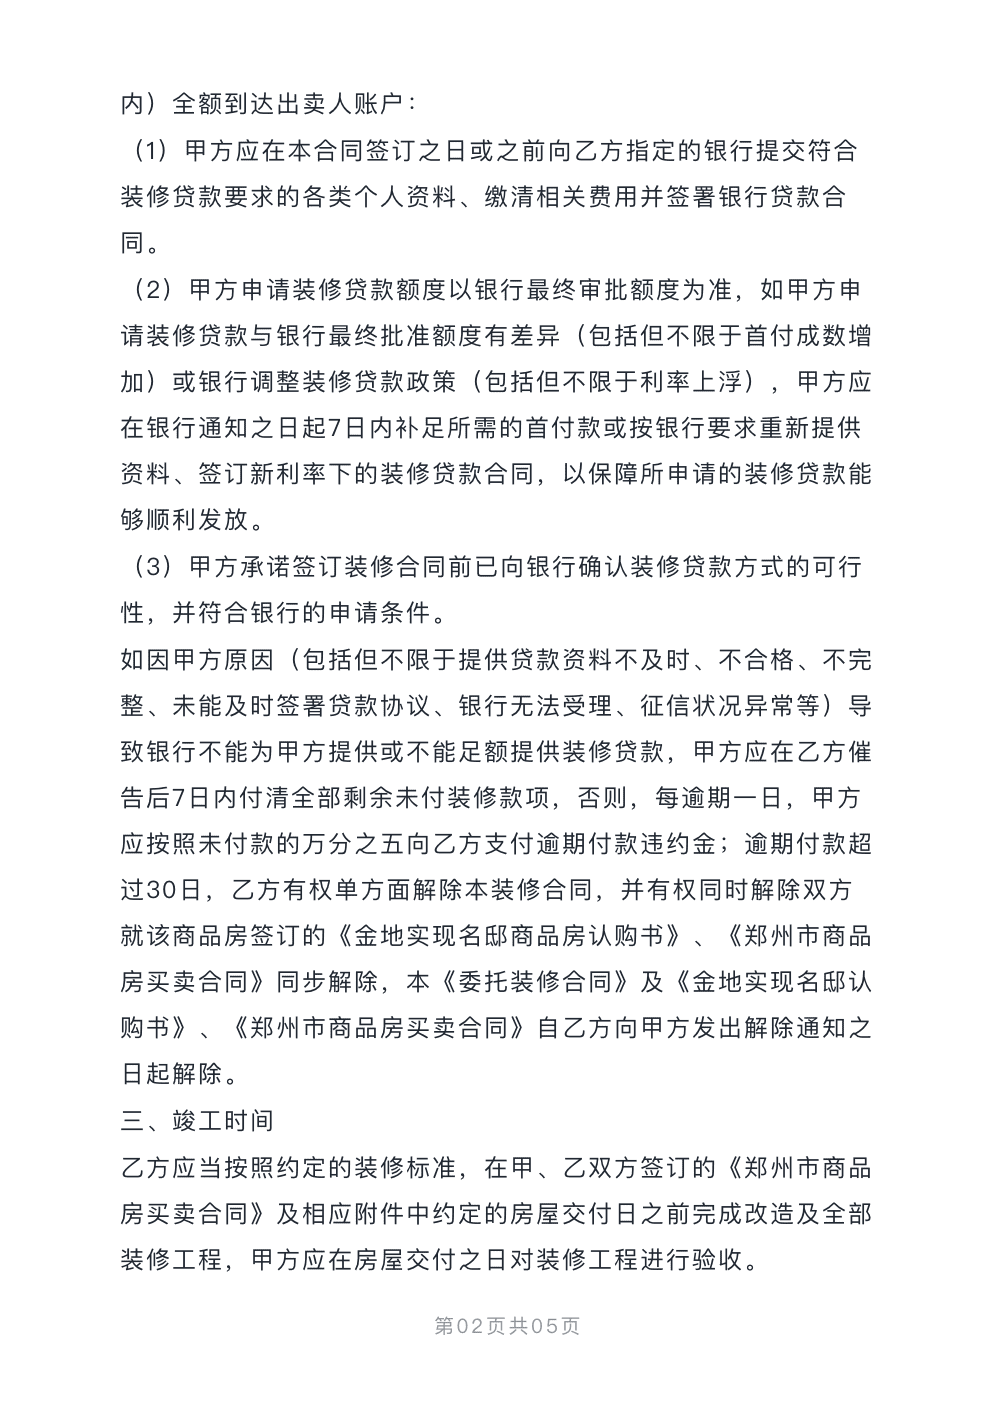 内）全额到达出卖人账户：
（1）甲方应在本合同签订之日或之前向乙方指定的银行提交符合
装修贷款要求的各类个人资料、缴清相关费用并签署银行贷款合
同。
（2）甲方申请装修贷款额度以银行最终审批额度为准，如甲方申
请装修贷款与银行最终批准额度有差异（包括但不限于首付成数增
加）或银行调整装修贷款政策（包括但不限于利率上浮），甲方应
在银行通知之日起7日内补足所需的首付款或按银行要求重新提供
资料、签订新利率下的装修贷款合同，以保障所申请的装修贷款能
够顺利发放。
（3）甲方承诺签订装修合同前已向银行确认装修贷款方式的可行
性，并符合银行的申请条件。
如因甲方原因（包括但不限于提供贷款资料不及时、不合格、不完
整、未能及时签署贷款协议、银行无法受理、征信状况异常等）导
致银行不能为甲方提供或不能足额提供装修贷款，甲方应在乙方催
告后7日内付清全部剩余未付装修款项，否则，每逾期一日，甲方
应按照未付款的万分之五向乙方支付逾期付款违约金；逾期付款超
过30日，乙方有权单方面解除本装修合同，并有权同时解除双方
就该商品房签订的《金地实现名邸商品房认购书》、《郑州市商品
房买卖合同》同步解除，本《委托装修合同》及《金地实现名邸认
购书》、《郑州市商品房买卖合同》自乙方向甲方发出解除通知之
日起解除。
三、竣工时间
乙方应当按照约定的装修标准，在甲、乙双方签订的《郑州市商品
房买卖合同》及相应附件中约定的房屋交付日之前完成改造及全部
装修工程，甲方应在房屋交付之日对装修工程进行验收。
第02页共05页